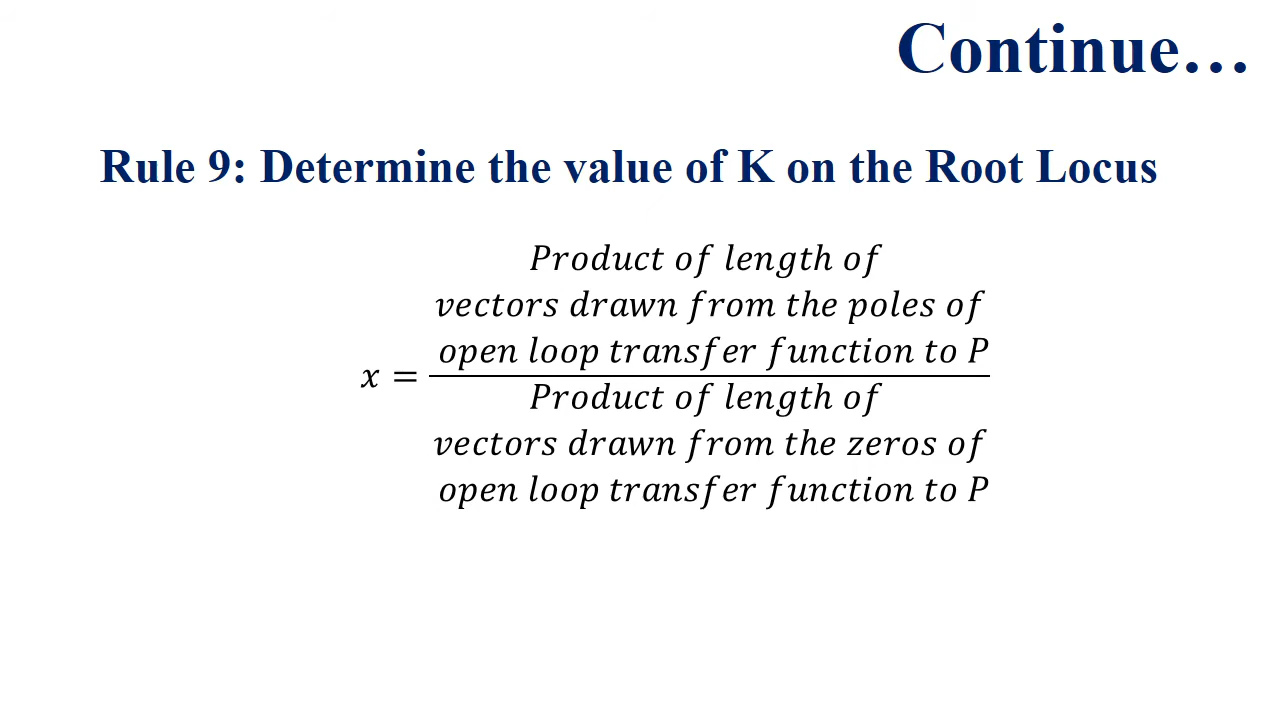 Continue…
Rule 9: Determine the value of K on the Root Locus
Product of length of
vectors drawn from the poles of
open loop transfer function to P
x =
Product of length of
vectors drawn from the zeros of
open loop transfer function to P